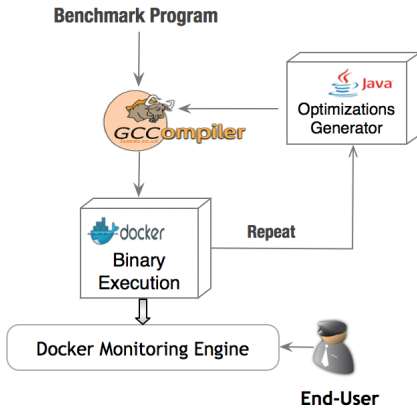 Benchmark Program
GCCompiler
Java
Optimizations
Generator
docker
Binary
Execution
Repeat
Docker Monitoring Engine
End-User